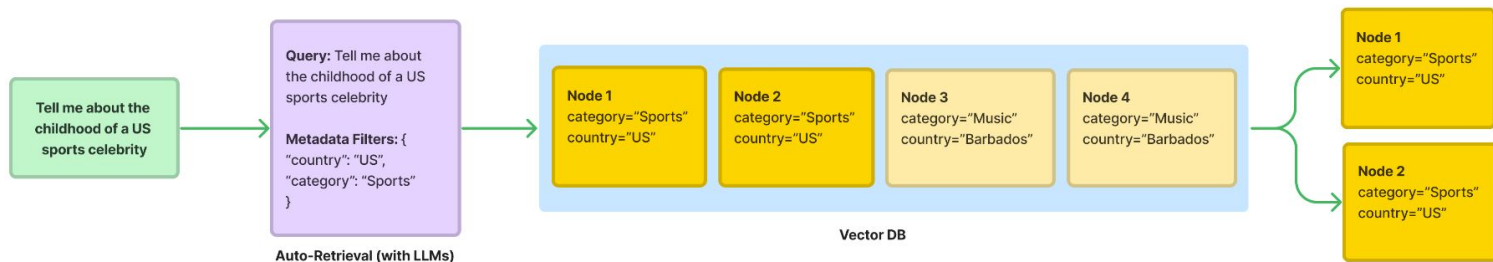 Tell me about the
childhood of a US
sports celebrity
Query: Tell me about
the childhood of a US
sports celebrity
Metadata Filters: {
“country”: “US”,
“category”: “Sports”
}
Auto-Retrieval (with LLMs)
Node 1
category=”Sports”
country=”US”
Node 2
category=”Sports”
country=”US”
Node 3
category=”Music”
country=”Barbados”
Node 4
category=”Music”
country=”Barbados”
Vector DB
Node 1
category=”Sports”
country=”US”
Node 2
category=”Sports”
country=”US”